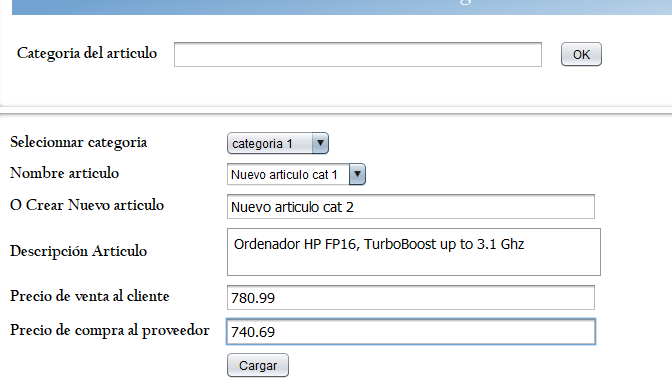 Categoria del articulo
OK
Selecionnar categoria categoria 1
Nombre articulo Nuevo articulo cat 1
O Crear Nuevo articulo Nuevo articulo cat 2
Descripción Articulo Ordenador HP FP16, TurboBoost up to 3.1 Ghz
Precio de venta al cliente 780.99
Precio de compra al proveedor 740.69
Cargar